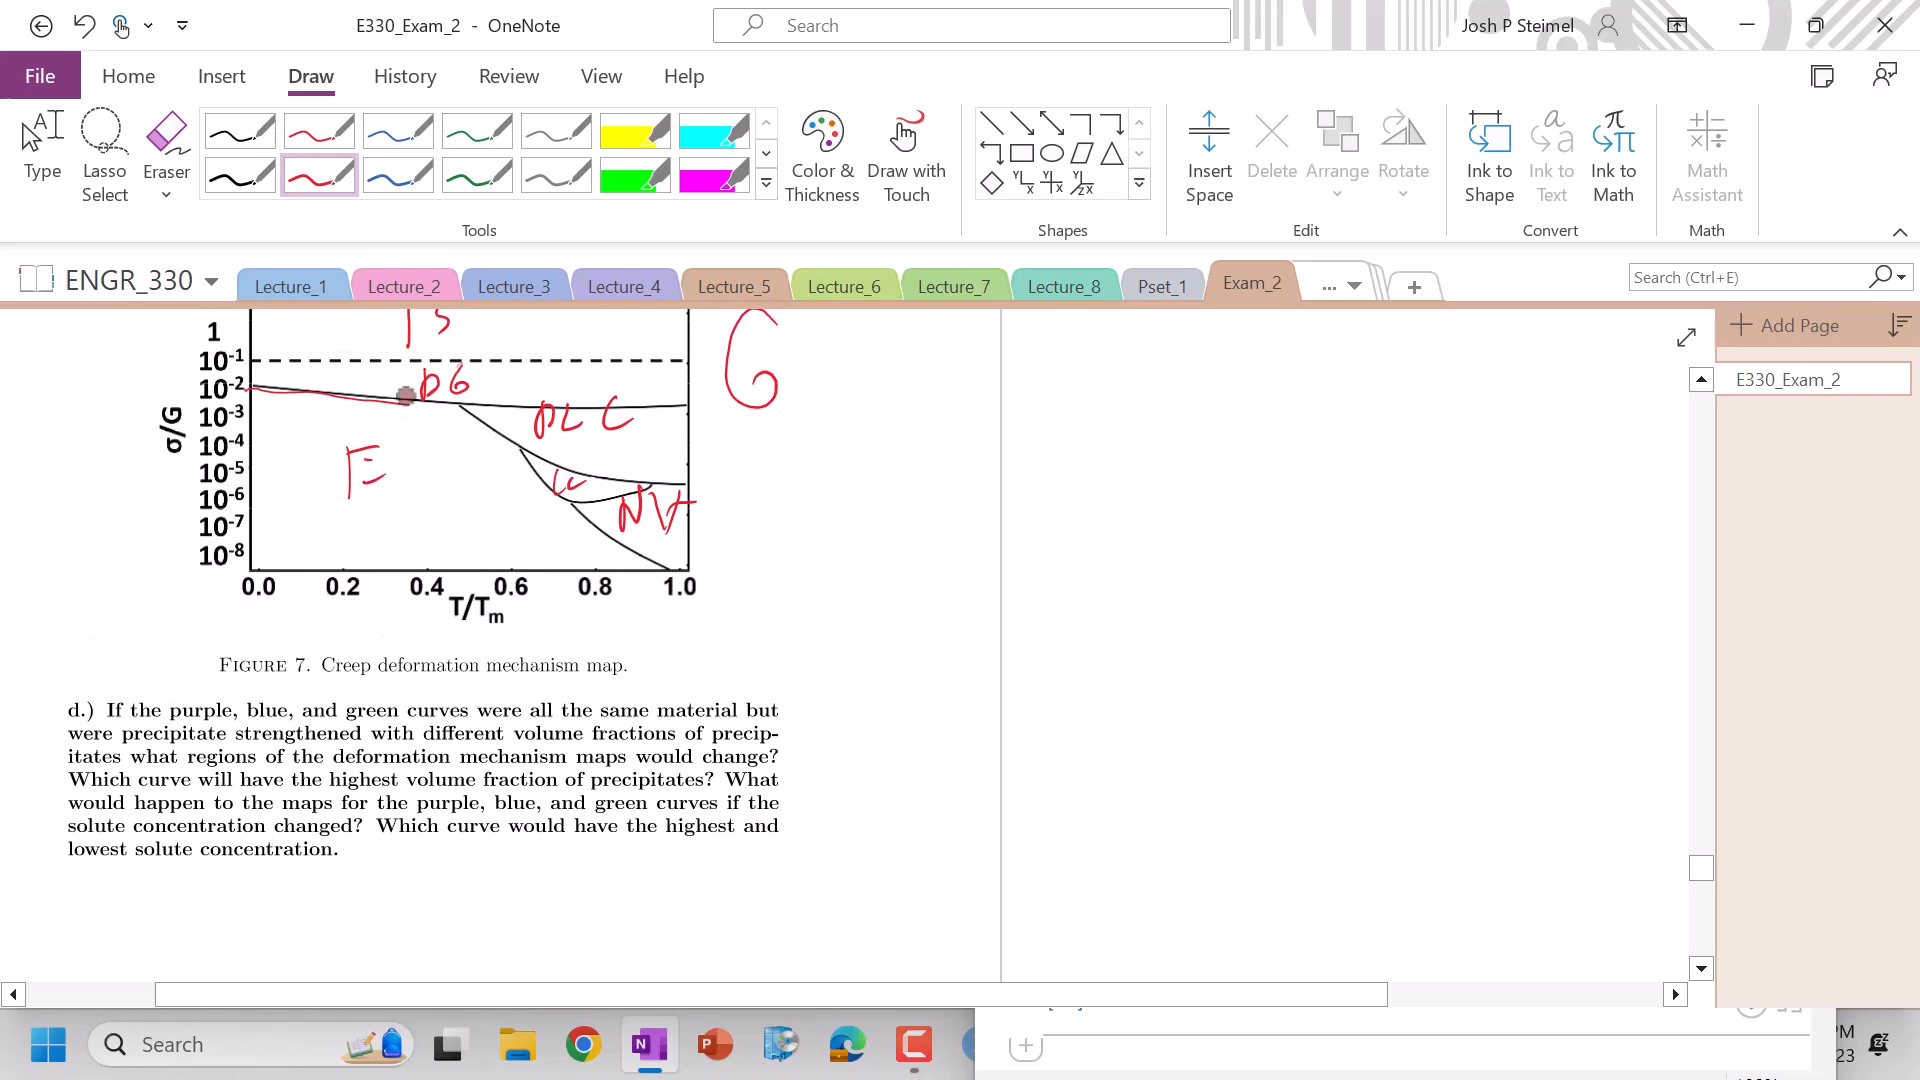 E330_Exam_2 - OneNote
Search
Josh P Steimel
File
Home
Insert
Draw
History
Review
View
Help
Type
Lasso
Select
Eraser
Color &
Thickness
Draw with
Touch
Insert
Space
Delete
Arrange
Rotate
Ink to
Shape
Ink to
Text
Ink to
Math
Math
Assistant
Tools
Shapes
Edit
Convert
Math
ENGR_330
Lecture_1
Lecture_2
Lecture_3
Lecture_4
Lecture_5
Lecture_6
Lecture_7
Lecture_8
Pset_1
Exam_2
...
Search (Ctrl+E)
Add Page
E330_Exam_2
1
10-1
10-2
10-3
10-4
10-5
10-6
10-7
10-8
σ/G
DG
DLC
E
NV
6
0.0 0.2 0.4 0.6 0.8 1.0
T/Tm
FIGURE 7. Creep deformation mechanism map.
d.) If the purple, blue, and green curves were all the same material but
were precipitate strengthened with different volume fractions of precip-
itates what regions of the deformation mechanism maps would change?
Which curve will have the highest volume fraction of precipitates? What
would happen to the maps for the purple, blue, and green curves if the
solute concentration changed? Which curve would have the highest and
lowest solute concentration.
Search